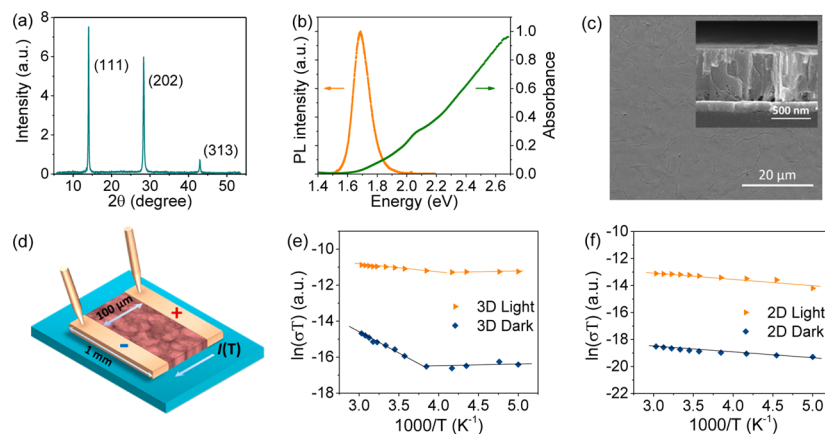 (a)
8
6
4
2
0
Intensity (a.u.)
(111)
(202)
(313)
10
20
30
40
50
2θ (degree)
(b)
PL intensity (a.u.)
1.0
0.8
0.6
0.4
0.2
0.0
Absorbance
1.4 1.6 1.8 2.0 2.2 2.4 2.6
Energy (eV)
(c)
500 nm
20 μm
(d)
100 μm
+
-
1 mm
I(T)
(e)
-10
-12
-14
-16
-18
ln(σT) (a.u.)
3D Light
3D Dark
3.0 3.5 4.0 4.5 5.0
1000/T (K⁻¹)
(f)
-10
-12
-14
-16
-18
-20
-22
ln(σT) (a.u.)
2D Light
2D Dark
3.0 3.5 4.0 4.5 5.0
1000/T (K⁻¹)